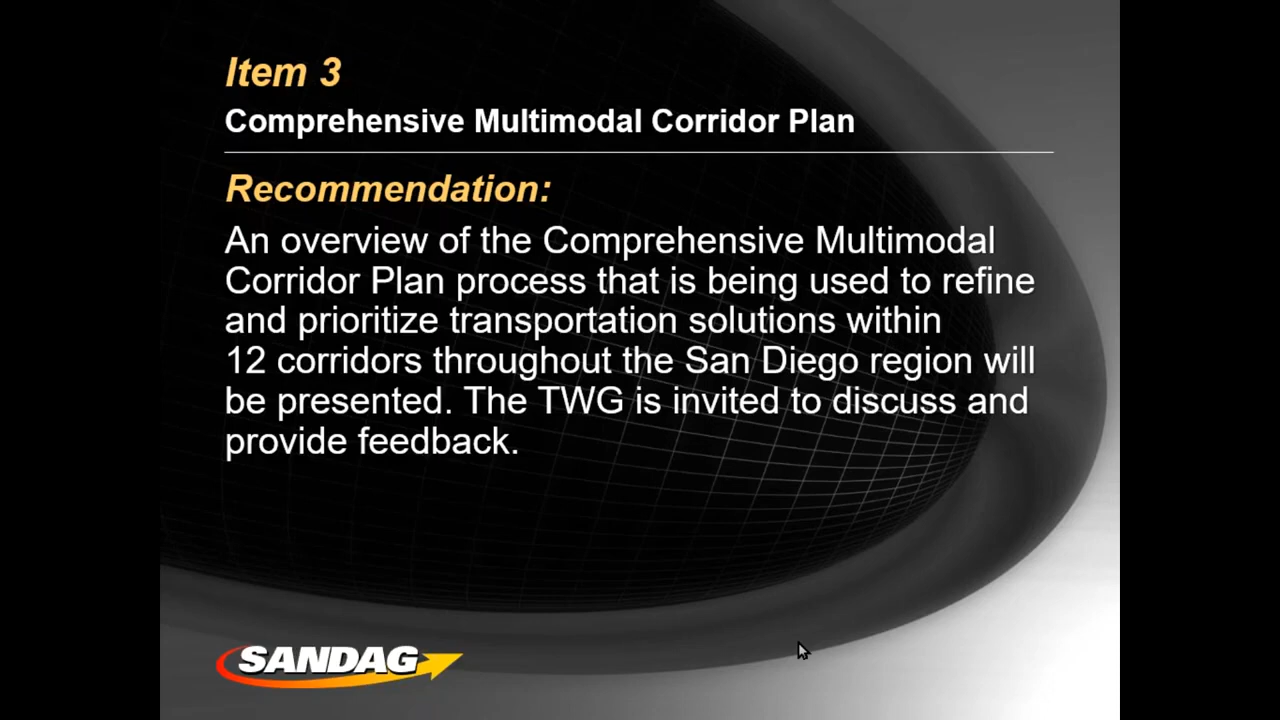 Item 3
Comprehensive Multimodal Corridor Plan
Recommendation:
An overview of the Comprehensive Multimodal
Corridor Plan process that is being used to refine
and prioritize transportation solutions within
12 corridors throughout the San Diego region will
be presented. The TWG is invited to discuss and
provide feedback.
SANDAG